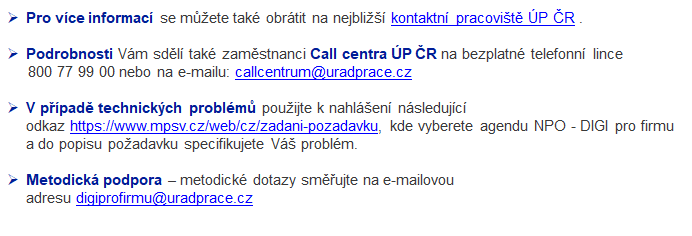 ➢ Pro více informací se můžete také obrátit na nejbližší kontaktní pracoviště ÚP ČR .
➢ Podrobnosti Vám sdělí také zaměstnanci Call centra ÚP ČR na bezplatné telefonní lince
800 77 99 00 nebo na e-mailu: callcentrum@uradprace.cz
➢ V případě technických problémů použijte k nahlášení následující
odkaz https://www.mpsv.cz/web/cz/zadani-pozadavku, kde vyberete agendu NPO - DIGI pro firmu
a do popisu požadavku specifikujete Váš problém.
➢ Metodická podpora – metodické dotazy směřujte na e-mailovou
adresu digiprofirmu@uradprace.cz